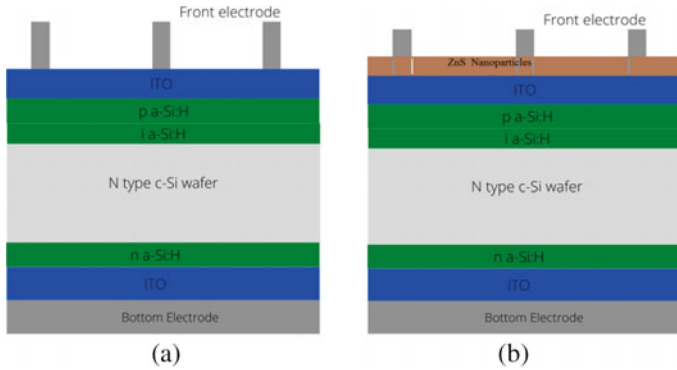 Front electrode
ITO
p a-Si:H
i a-Si:H
N type c-Si wafer
n a-Si:H
ITO
Bottom Electrode
(a)
Front electrode
ZnS Nanoparticles
ITO
p a-Si:H
i a-Si:H
N type c-Si wafer
n a-Si:H
ITO
Bottom Electrode
(b)